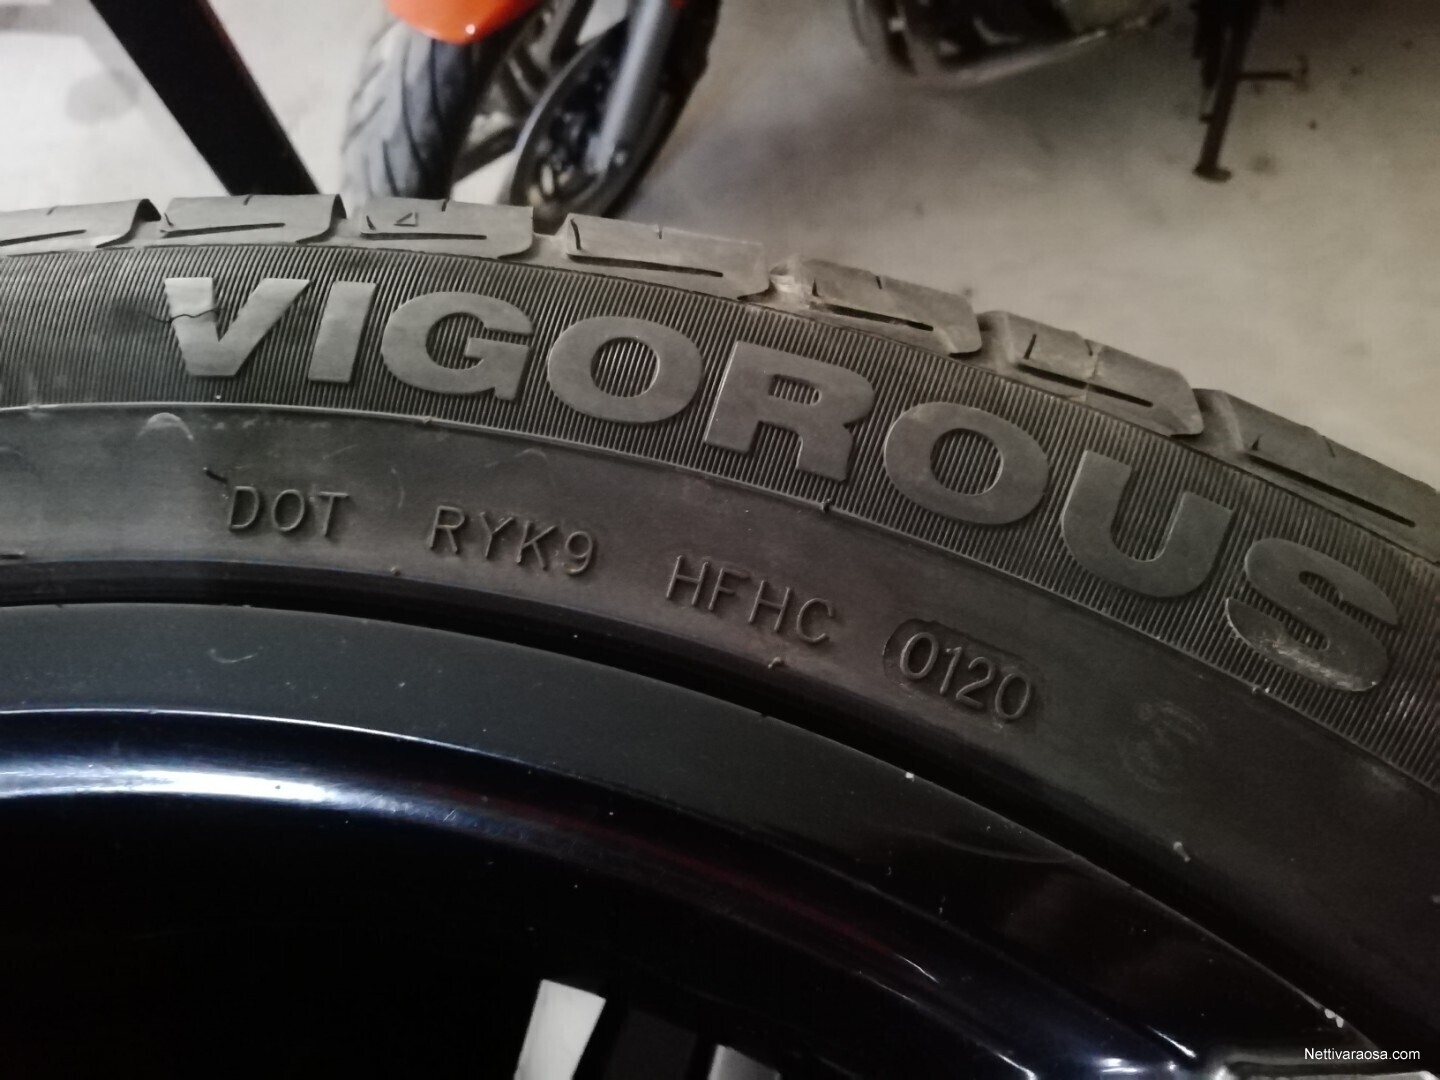 VIGOROUS
DOT RYK9 HFHC 0120
Nettivaraosa.com